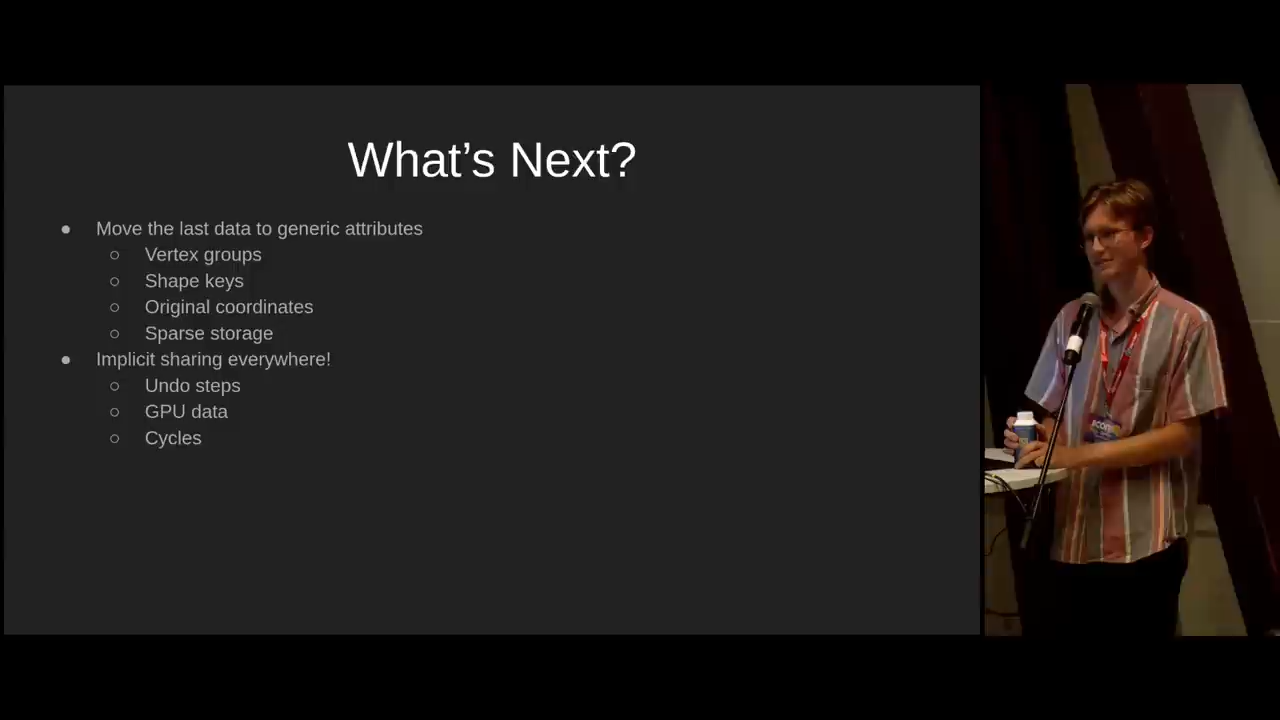 What's Next?
● Move the last data to generic attributes
○ Vertex groups
○ Shape keys
○ Original coordinates
○ Sparse storage
● Implicit sharing everywhere!
○ Undo steps
○ GPU data
○ Cycles